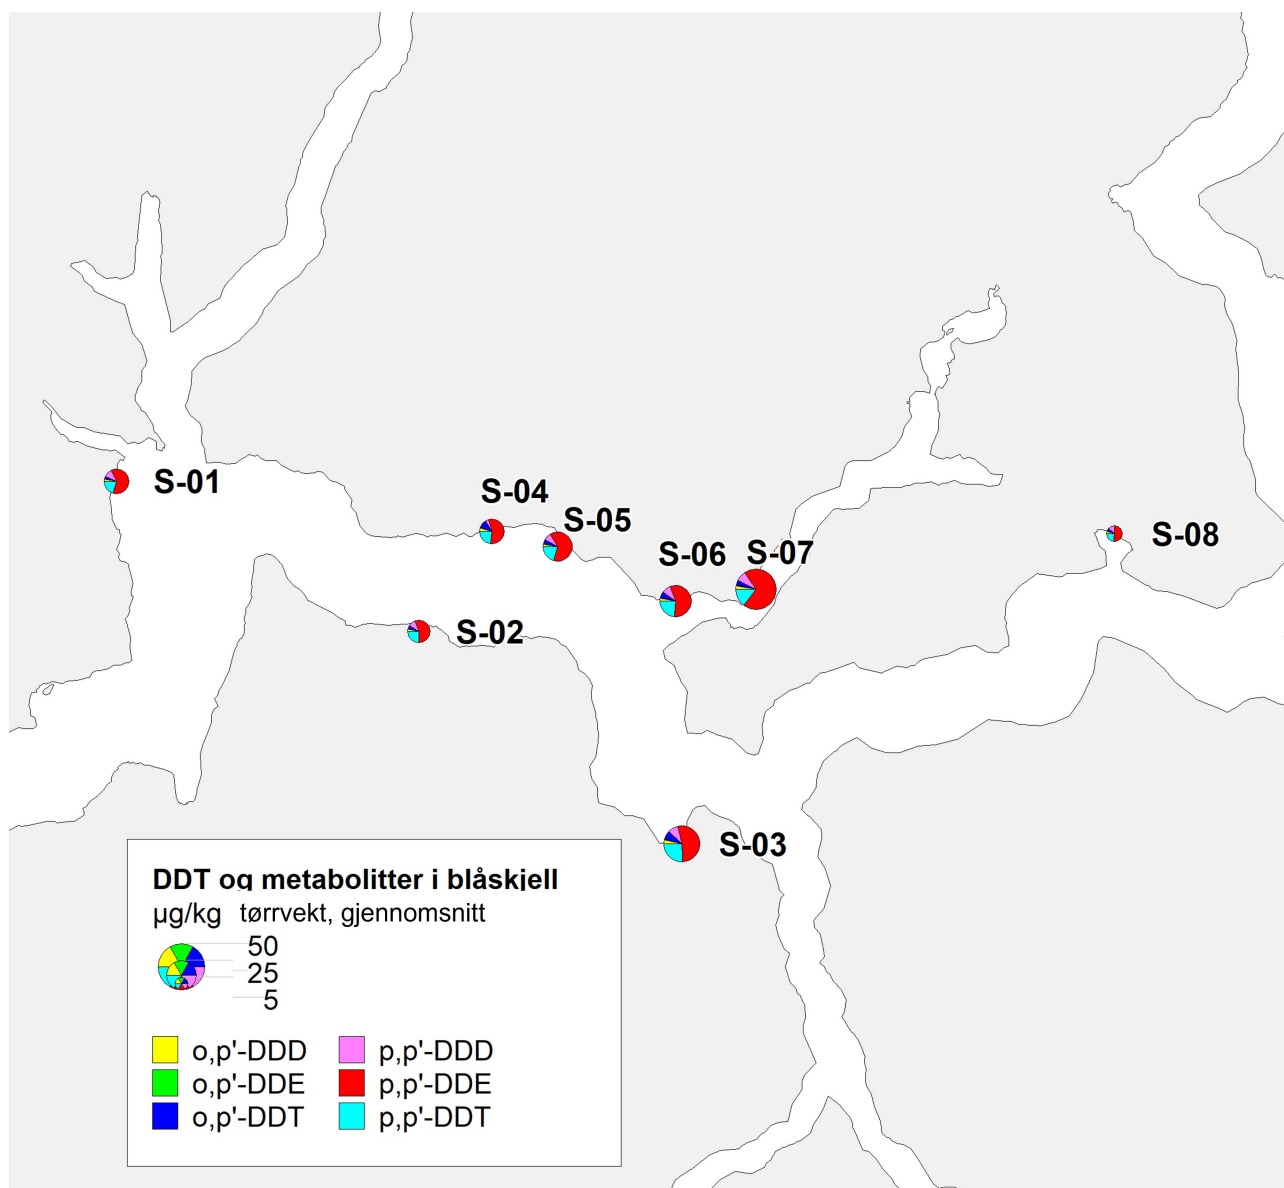 S-01
S-04
S-05
S-06
S-07
S-08
S-02
S-03
DDT og metabolitter i blåskjell
µg/kg tørrvekt, gjennomsnitt
50
25
5
o,p'-DDD p,p'-DDD
o,p'-DDE p,p'-DDE
o,p'-DDT p,p'-DDT